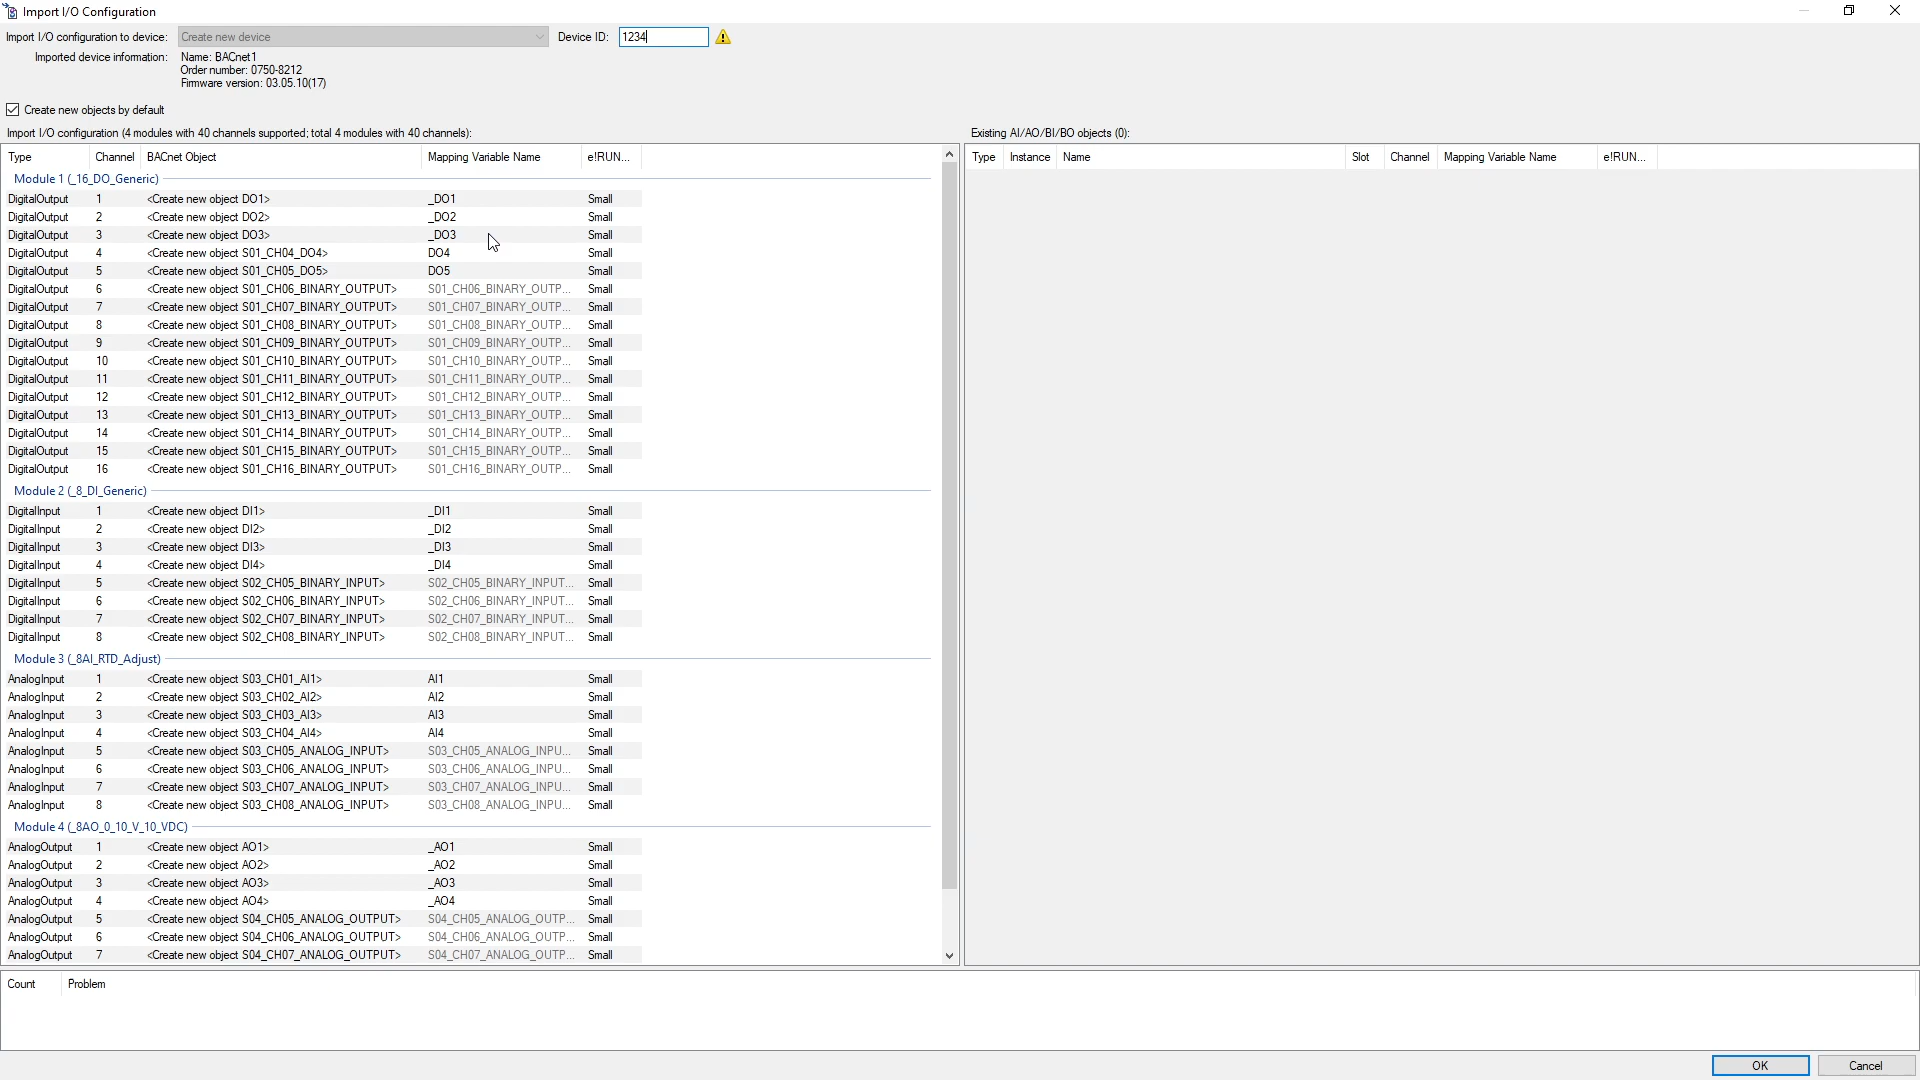 Import I/O Configuration
Import I/O configuration to device: Create new device Device ID: 1234
Imported device information: Name: BACnet1
Order number: 0750-8212
Firmware version: 03.05.10(17)
Create new objects by default
Import I/O configuration (4 modules with 40 channels supported; total 4 modules with 40 channels): Existing AI/AO/BI/BO objects (0):
Type Channel BACnet Object Mapping Variable Name e!RUN... Type Instance Name Slot Channel Mapping Variable Name e!RUN...
Module 1 (_16_DO_Generic)
DigitalOutput 1 <Create new object DO1> _DO1 Small
DigitalOutput 2 <Create new object DO2> _DO2 Small
DigitalOutput 3 <Create new object DO3> _DO3 Small
DigitalOutput 4 <Create new object S01_CH04_DO4> DO4 Small
DigitalOutput 5 <Create new object S01_CH05_DO5> DO5 Small
DigitalOutput 6 <Create new object S01_CH06_BINARY_OUTPUT> S01_CH06_BINARY_OUTP... Small
DigitalOutput 7 <Create new object S01_CH07_BINARY_OUTPUT> S01_CH07_BINARY_OUTP... Small
DigitalOutput 8 <Create new object S01_CH08_BINARY_OUTPUT> S01_CH08_BINARY_OUTP... Small
DigitalOutput 9 <Create new object S01_CH09_BINARY_OUTPUT> S01_CH09_BINARY_OUTP... Small
DigitalOutput 10 <Create new object S01_CH10_BINARY_OUTPUT> S01_CH10_BINARY_OUTP... Small
DigitalOutput 11 <Create new object S01_CH11_BINARY_OUTPUT> S01_CH11_BINARY_OUTP... Small
DigitalOutput 12 <Create new object S01_CH12_BINARY_OUTPUT> S01_CH12_BINARY_OUTP... Small
DigitalOutput 13 <Create new object S01_CH13_BINARY_OUTPUT> S01_CH13_BINARY_OUTP... Small
DigitalOutput 14 <Create new object S01_CH14_BINARY_OUTPUT> S01_CH14_BINARY_OUTP... Small
DigitalOutput 15 <Create new object S01_CH15_BINARY_OUTPUT> S01_CH15_BINARY_OUTP... Small
DigitalOutput 16 <Create new object S01_CH16_BINARY_OUTPUT> S01_CH16_BINARY_OUTP... Small
Module 2 (_8_DI_Generic)
DigitalInput 1 <Create new object DI1> _DI1 Small
DigitalInput 2 <Create new object DI2> _DI2 Small
DigitalInput 3 <Create new object DI3> _DI3 Small
DigitalInput 4 <Create new object DI4> _DI4 Small
DigitalInput 5 <Create new object S02_CH05_BINARY_INPUT> S02_CH05_BINARY_INPUT... Small
DigitalInput 6 <Create new object S02_CH06_BINARY_INPUT> S02_CH06_BINARY_INPUT... Small
DigitalInput 7 <Create new object S02_CH07_BINARY_INPUT> S02_CH07_BINARY_INPUT... Small
DigitalInput 8 <Create new object S02_CH08_BINARY_INPUT> S02_CH08_BINARY_INPUT... Small
Module 3 (_8AI_RTD_Adjust)
AnalogInput 1 <Create new object S03_CH01_AI1> AI1 Small
AnalogInput 2 <Create new object S03_CH02_AI2> AI2 Small
AnalogInput 3 <Create new object S03_CH03_AI3> AI3 Small
AnalogInput 4 <Create new object S03_CH04_AI4> AI4 Small
AnalogInput 5 <Create new object S03_CH05_ANALOG_INPUT> S03_CH05_ANALOG_INPU... Small
AnalogInput 6 <Create new object S03_CH06_ANALOG_INPUT> S03_CH06_ANALOG_INPU... Small
AnalogInput 7 <Create new object S03_CH07_ANALOG_INPUT> S03_CH07_ANALOG_INPU... Small
AnalogInput 8 <Create new object S03_CH08_ANALOG_INPUT> S03_CH08_ANALOG_INPU... Small
Module 4 (_8AO_0_10_V_10_VDC)
AnalogOutput 1 <Create new object AO1> _AO1 Small
AnalogOutput 2 <Create new object AO2> _AO2 Small
AnalogOutput 3 <Create new object AO3> _AO3 Small
AnalogOutput 4 <Create new object AO4> _AO4 Small
AnalogOutput 5 <Create new object S04_CH05_ANALOG_OUTPUT> S04_CH05_ANALOG_OUTP... Small
AnalogOutput 6 <Create new object S04_CH06_ANALOG_OUTPUT> S04_CH06_ANALOG_OUTP... Small
AnalogOutput 7 <Create new object S04_CH07_ANALOG_OUTPUT> S04_CH07_ANALOG_OUTP... Small
Count Problem
OK Cancel